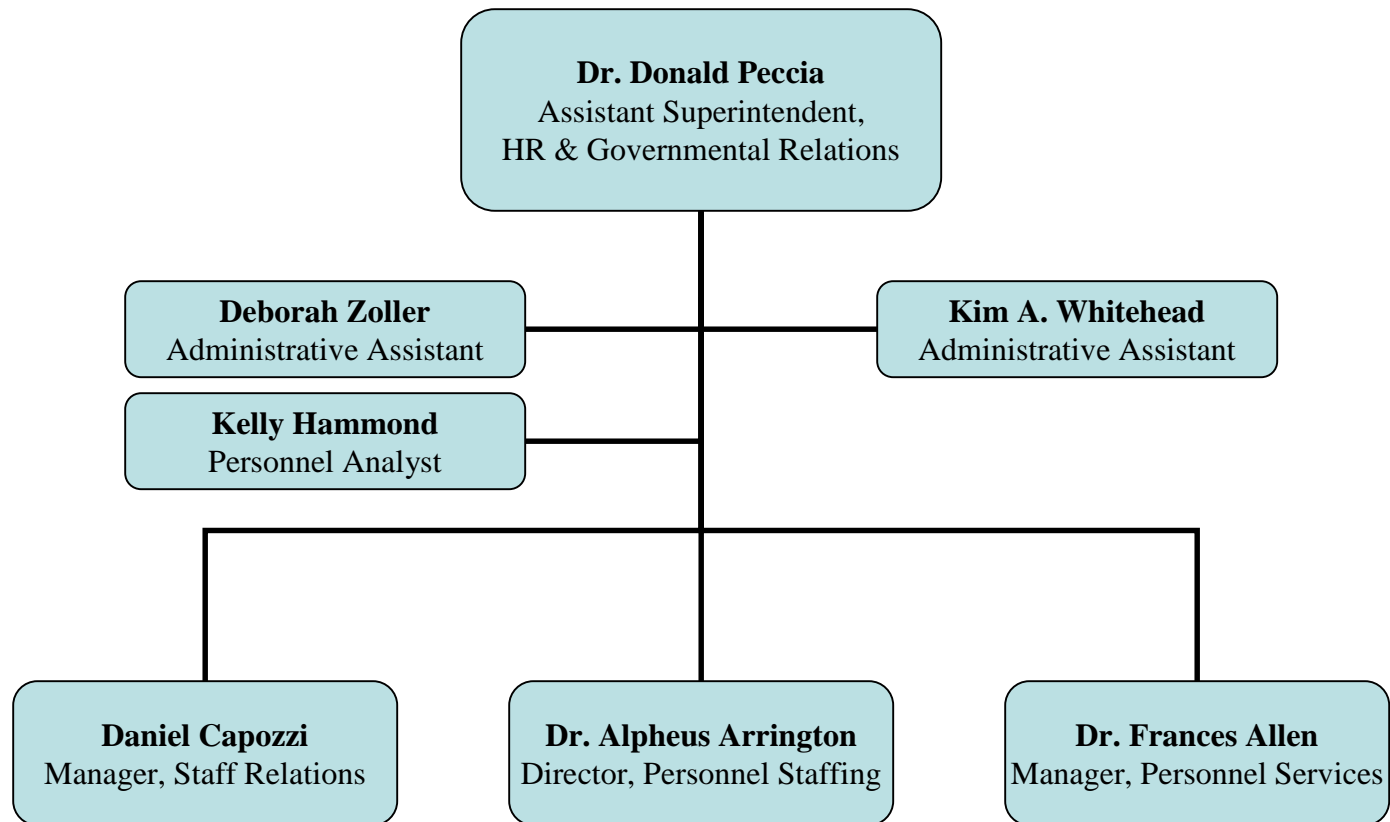 Dr. Donald Peccia
Assistant Superintendent,
HR & Governmental Relations
Deborah Zoller
Administrative Assistant
Kim A. Whitehead
Administrative Assistant
Kelly Hammond
Personnel Analyst
Daniel Capozzi
Manager, Staff Relations
Dr. Alpheus Arrington
Director, Personnel Staffing
Dr. Frances Allen
Manager, Personnel Services